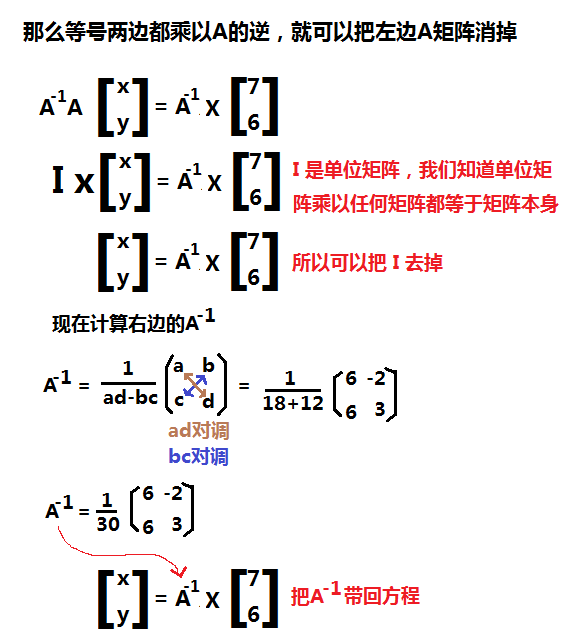 那么等号两边都乘以A的逆，就可以把左边A矩阵消掉
A⁻¹A [x y] = A⁻¹ X [7 6]
I x [x y] = A⁻¹ X [7 6]
I 是单位矩阵，我们知道单位矩
阵乘以任何矩阵都等于矩阵本身
[x y] = A⁻¹ X [7 6] 所以可以把 I 去掉
现在计算右边的A⁻¹
A⁻¹ = 1/ad-bc (a b c d) = 1/18+12 (6 -2 6 3)
ad对调
bc对调
A⁻¹ = 1/30 (6 -2 6 3)
[x y] = A⁻¹ X [7 6] 把A⁻¹带回方程